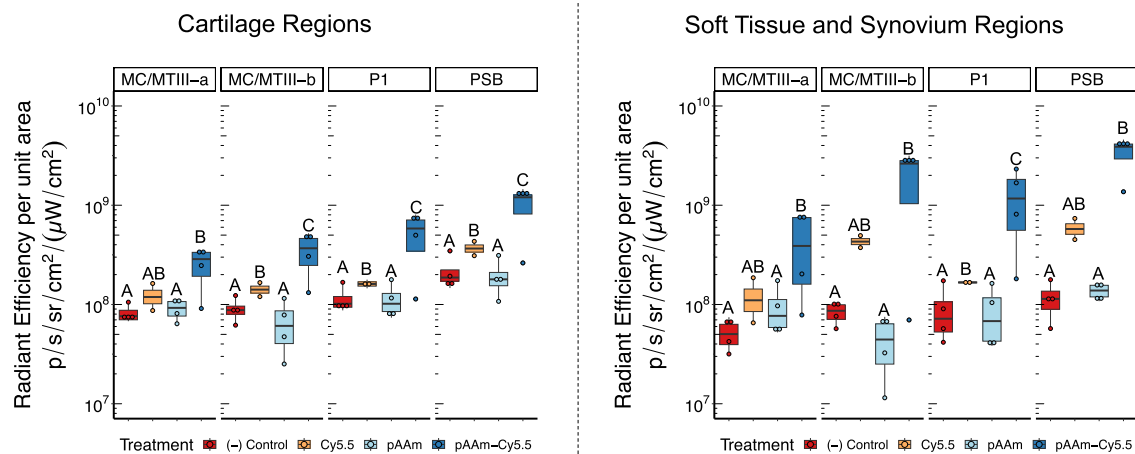 Cartilage Regions
MC/MTIII–a MC/MTIII–b P1 PSB
Radiant Efficiency per unit area
p/s/sr/cm²/(µW/cm²)
10¹⁰
10⁹
10⁸
10⁷
A AB A B
A B A C
A B A C
A B A C
Treatment (–) Control Cy5.5 pAAm pAAm–Cy5.5
Soft Tissue and Synovium Regions
MC/MTIII–a MC/MTIII–b P1 PSB
Radiant Efficiency per unit area
p/s/sr/cm²/(µW/cm²)
10¹⁰
10⁹
10⁸
10⁷
A AB A B
A AB A B
A B A C
A AB A B
Treatment (–) Control Cy5.5 pAAm pAAm–Cy5.5